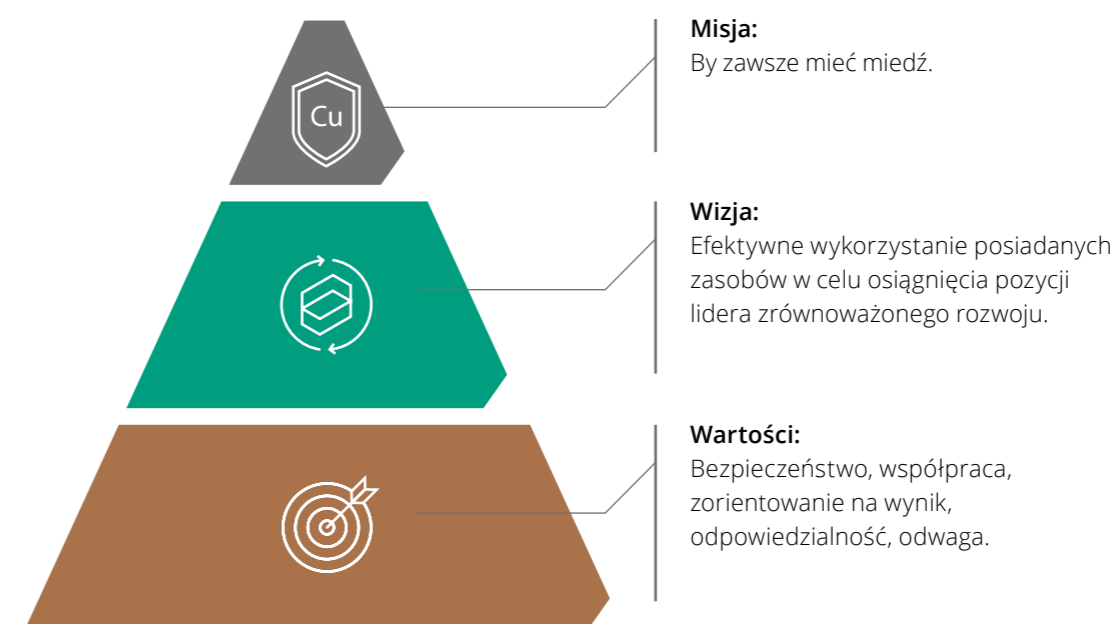 Cu
Misja:
By zawsze mieć miedź.
Wizja:
Efektywne wykorzystanie posiadanych
zasobów w celu osiągnięcia pozycji
lidera zrównoważonego rozwoju.
Wartości:
Bezpieczeństwo, współpraca,
zorientowanie na wynik,
odpowiedzialność, odwaga.